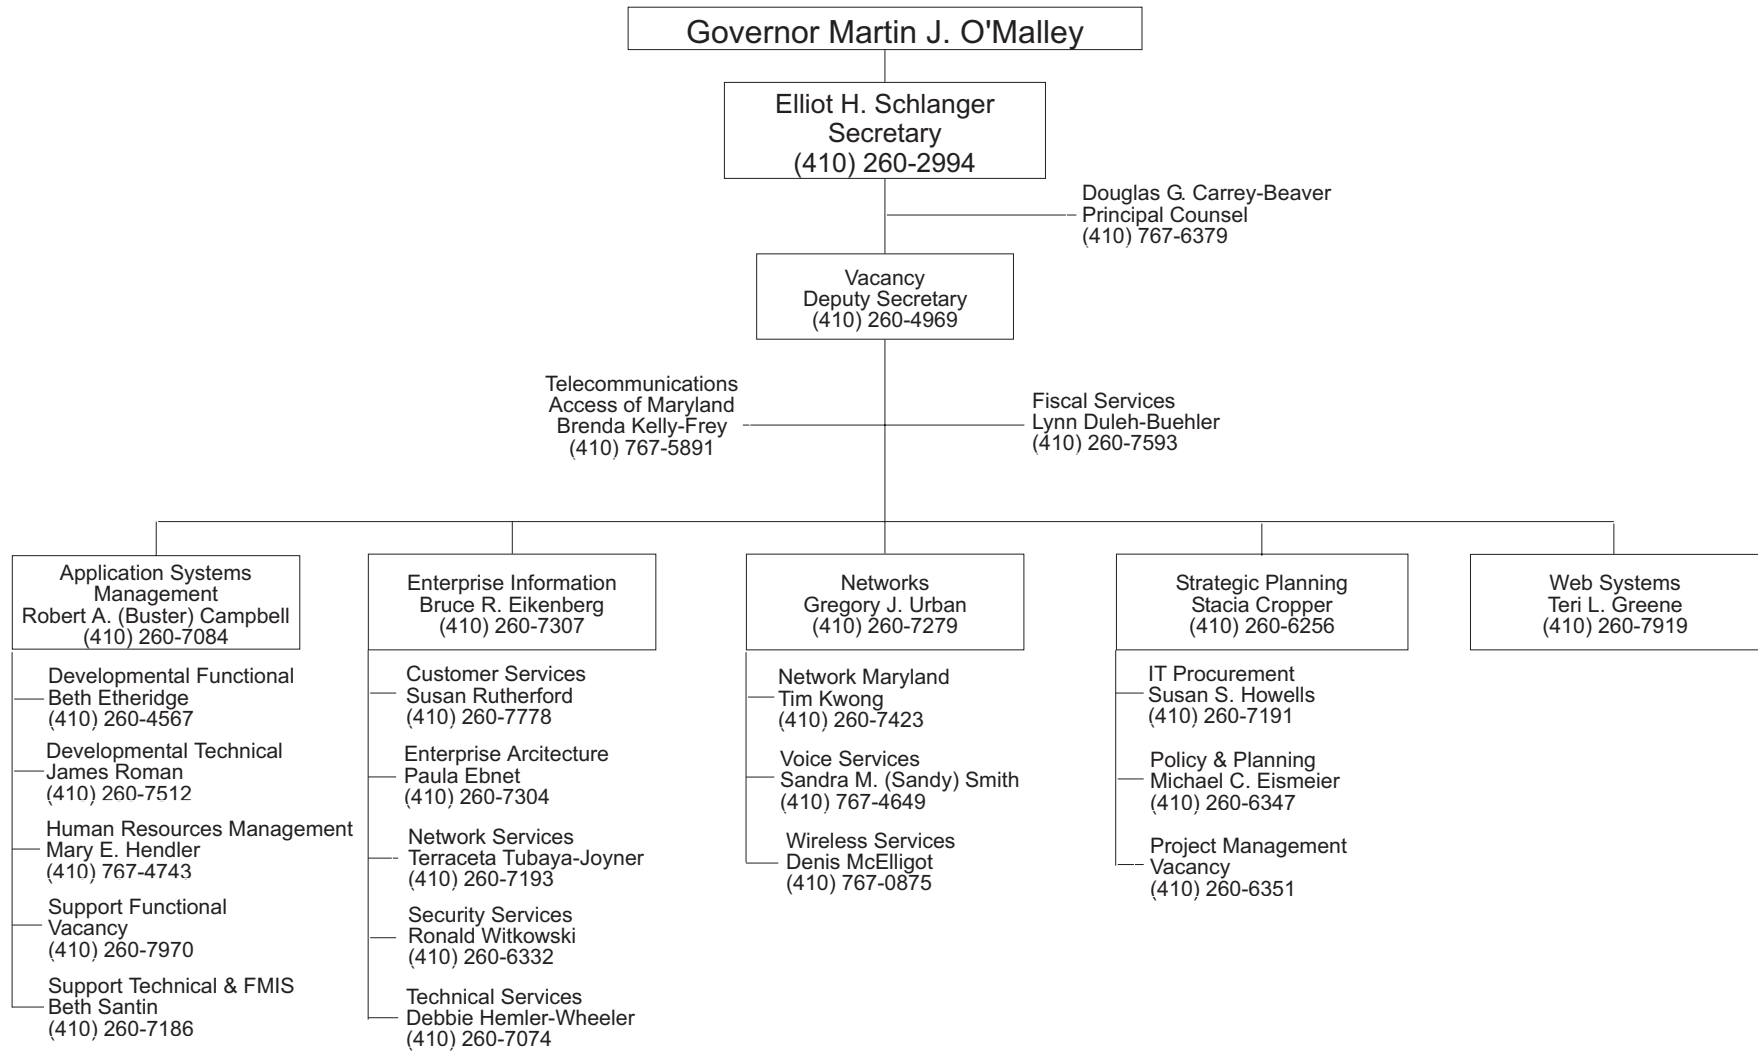 Governor Martin J. O'Malley
Elliot H. Schlanger
Secretary
(410) 260-2994
Douglas G. Carrey-Beaver
Principal Counsel
(410) 767-6379
Vacancy
Deputy Secretary
(410) 260-4969
Telecommunications
Access of Maryland
Brenda Kelly-Frey
(410) 767-5891
Fiscal Services
Lynn Duleh-Buehler
(410) 260-7593
Application Systems
Management
Robert A. (Buster) Campbell
(410) 260-7084
Developmental Functional
Beth Etheridge
(410) 260-4567
Developmental Technical
James Roman
(410) 260-7512
Human Resources Management
Mary E. Hendler
(410) 767-4743
Support Functional
Vacancy
(410) 260-7970
Support Technical & FMIS
Beth Santin
(410) 260-7186
Enterprise Information
Bruce R. Eikenberg
(410) 260-7307
Customer Services
Susan Rutherford
(410) 260-7778
Enterprise Arcitecture
Paula Ebnet
(410) 260-7304
Network Services
Terraceta Tubaya-Joyner
(410) 260-7193
Security Services
Ronald Witkowski
(410) 260-6332
Technical Services
Debbie Hemler-Wheeler
(410) 260-7074
Networks
Gregory J. Urban
(410) 260-7279
Network Maryland
Tim Kwong
(410) 260-7423
Voice Services
Sandra M. (Sandy) Smith
(410) 767-4649
Wireless Services
Denis McElligot
(410) 767-0875
Strategic Planning
Stacia Cropper
(410) 260-6256
IT Procurement
Susan S. Howells
(410) 260-7191
Policy & Planning
Michael C. Eismeier
(410) 260-6347
Project Management
Vacancy
(410) 260-6351
Web Systems
Teri L. Greene
(410) 260-7919